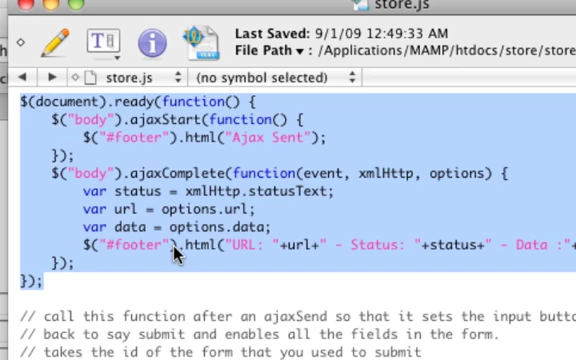 store.js
Last Saved: 9/1/09 12:49:33 AM
File Path ▾ : /Applications/MAMP/htdocs/store/store
store.js (no symbol selected)
$(document).ready(function() {
$("body").ajaxStart(function() {
$("#footer").html("Ajax Sent");
});
$("body").ajaxComplete(function(event, xmlHttp, options) {
var status = xmlHttp.statusText;
var url = options.url;
var data = options.data;
$("#footer").html("URL: "+url+" - Status: "+status+" - Data :"+
});
});
// call this function after an ajaxSend so that it sets the input butto
// back to say submit and enables all the fields in the form.
// takes the id of the form that you used to submit